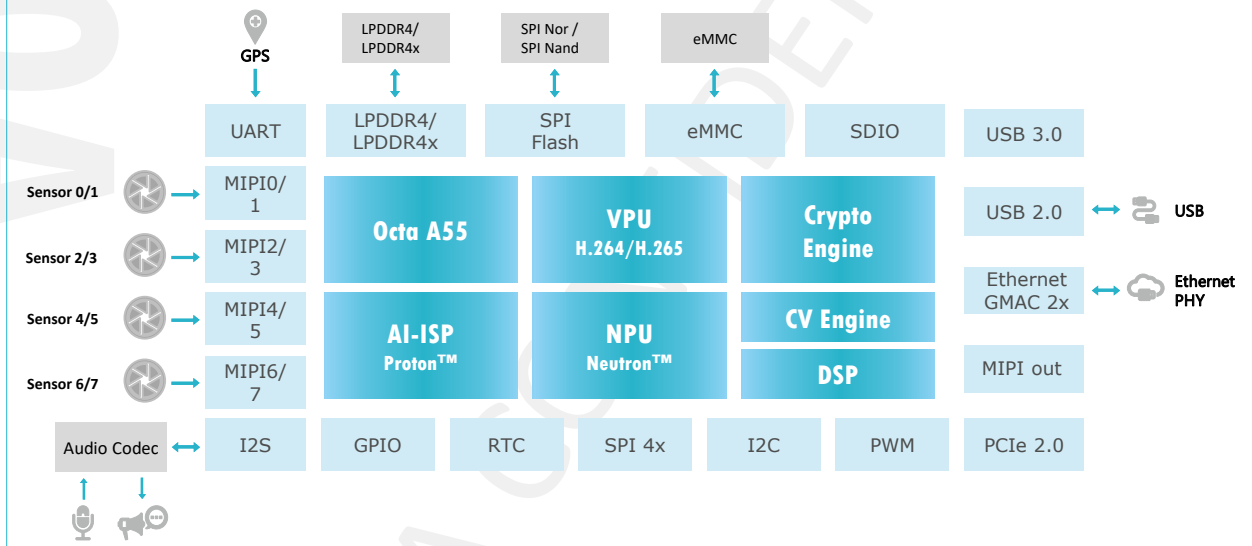 GPS
LPDDR4/
LPDDR4x
SPI Nor /
SPI Nand
eMMC
UART
LPDDR4/
LPDDR4x
SPI
Flash
eMMC
SDIO
USB 3.0
Sensor 0/1
MIPI0/
1
Octa A55
VPU
H.264/H.265
Crypto
Engine
USB 2.0
USB
Sensor 2/3
MIPI2/
3
Ethernet
GMAC 2x
Ethernet
PHY
Sensor 4/5
MIPI4/
5
AI-ISP
Proton™
NPU
Neutron™
CV Engine
DSP
MIPI out
Sensor 6/7
MIPI6/
7
Audio Codec
I2S
GPIO
RTC
SPI 4x
I2C
PWM
PCIe 2.0